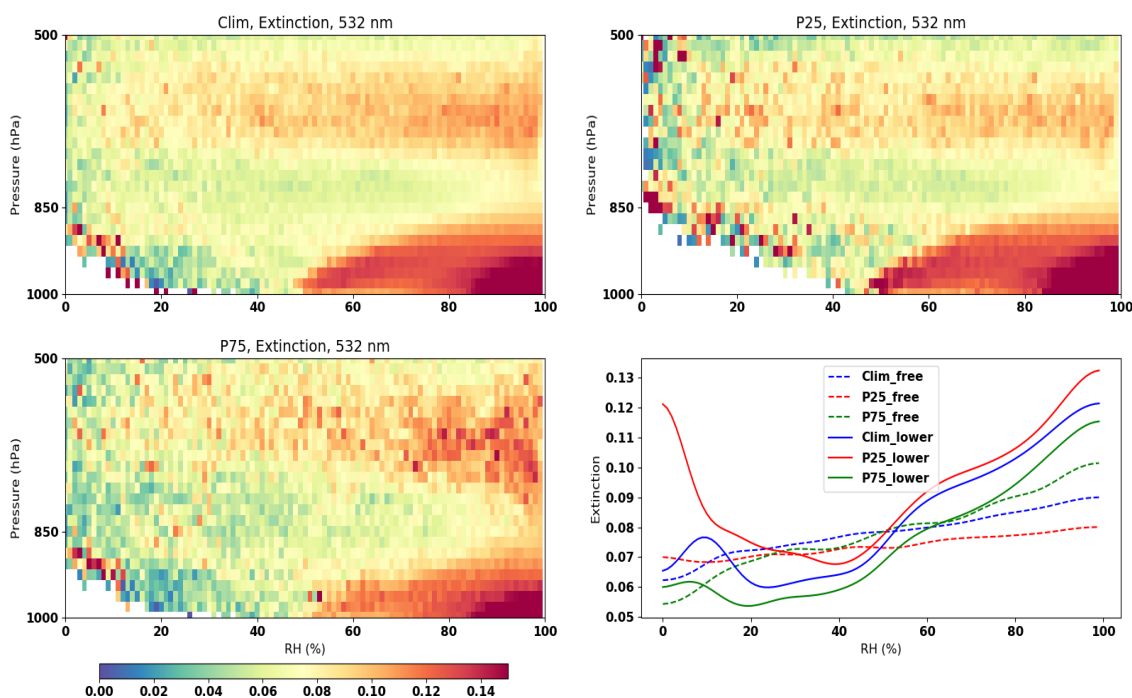 Clim, Extinction, 532 nm
500
850
1000
Pressure (hPa)
0 20 40 60 80 100
P25, Extinction, 532 nm
500
850
1000
Pressure (hPa)
0 20 40 60 80 100
P75, Extinction, 532 nm
500
850
1000
Pressure (hPa)
0 20 40 60 80 100
RH (%)
0.00 0.02 0.04 0.06 0.08 0.10 0.12 0.14
0.13
0.12
0.11
0.10
0.09
0.08
0.07
0.06
0.05
Extinction
Clim_free
P25_free
P75_free
Clim_lower
P25_lower
P75_lower
0 20 40 60 80 100
RH (%)